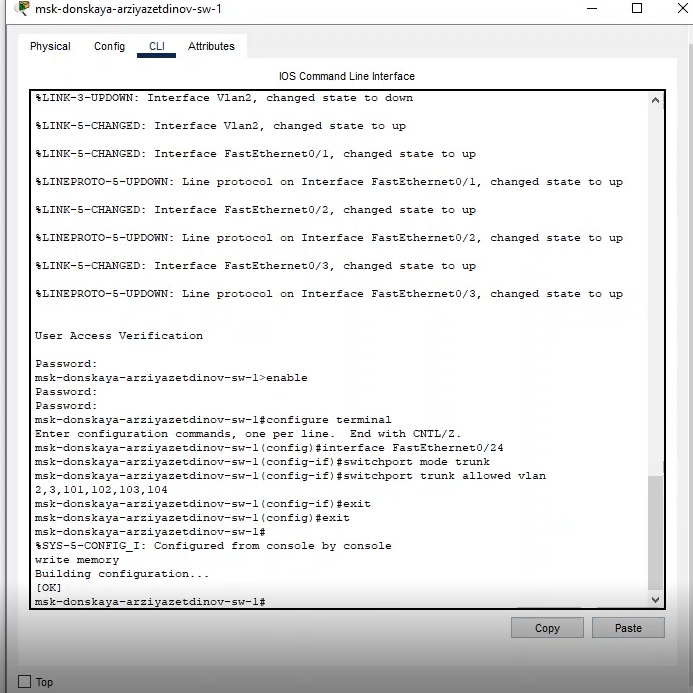 msk-donskaya-arziyazetdinov-sw-1
Physical Config CLI Attributes
IOS Command Line Interface
%LINK-3-UPDOWN: Interface Vlan2, changed state to down
%LINK-5-CHANGED: Interface Vlan2, changed state to up
%LINK-5-CHANGED: Interface FastEthernet0/1, changed state to up
%LINEPROTO-5-UPDOWN: Line protocol on Interface FastEthernet0/1, changed state to up
%LINK-5-CHANGED: Interface FastEthernet0/2, changed state to up
%LINEPROTO-5-UPDOWN: Line protocol on Interface FastEthernet0/2, changed state to up
%LINK-5-CHANGED: Interface FastEthernet0/3, changed state to up
%LINEPROTO-5-UPDOWN: Line protocol on Interface FastEthernet0/3, changed state to up
User Access Verification
Password:
msk-donskaya-arziyazetdinov-sw-1>enable
Password:
Password:
msk-donskaya-arziyazetdinov-sw-1#configure terminal
Enter configuration commands, one per line. End with CNTL/Z.
msk-donskaya-arziyazetdinov-sw-1(config)#interface FastEthernet0/24
msk-donskaya-arziyazetdinov-sw-1(config-if)#switchport mode trunk
msk-donskaya-arziyazetdinov-sw-1(config-if)#switchport trunk allowed vlan
2,3,101,102,103,104
msk-donskaya-arziyazetdinov-sw-1(config-if)#exit
msk-donskaya-arziyazetdinov-sw-1(config)#exit
msk-donskaya-arziyazetdinov-sw-1#
%SYS-5-CONFIG_I: Configured from console by console
write memory
Building configuration...
[OK]
msk-donskaya-arziyazetdinov-sw-1#
Copy Paste
Top